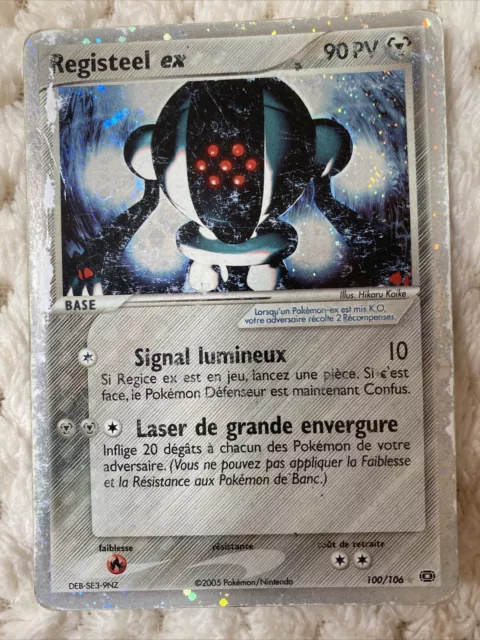 Registeel ex 90 PV
Illus. Hikaru Koike
BASE
Lorsqu'un Pokémon-ex est mis K.O.
votre adversaire récolte 2 Récompenses.
Signal lumineux 10
Si Regice ex est en jeu, lancez une pièce. Si c'est
face, le Pokémon Défenseur est maintenant Confus.
Laser de grande envergure
Inflige 20 dégâts à chacun des Pokémon de votre
adversaire. (Vous ne pouvez pas appliquer la Faiblesse
et la Résistance aux Pokémon de Banc.)
faiblesse résistance coût de retraite
DEB-SE3-9NZ ©2005 Pokémon/Nintendo 100/106